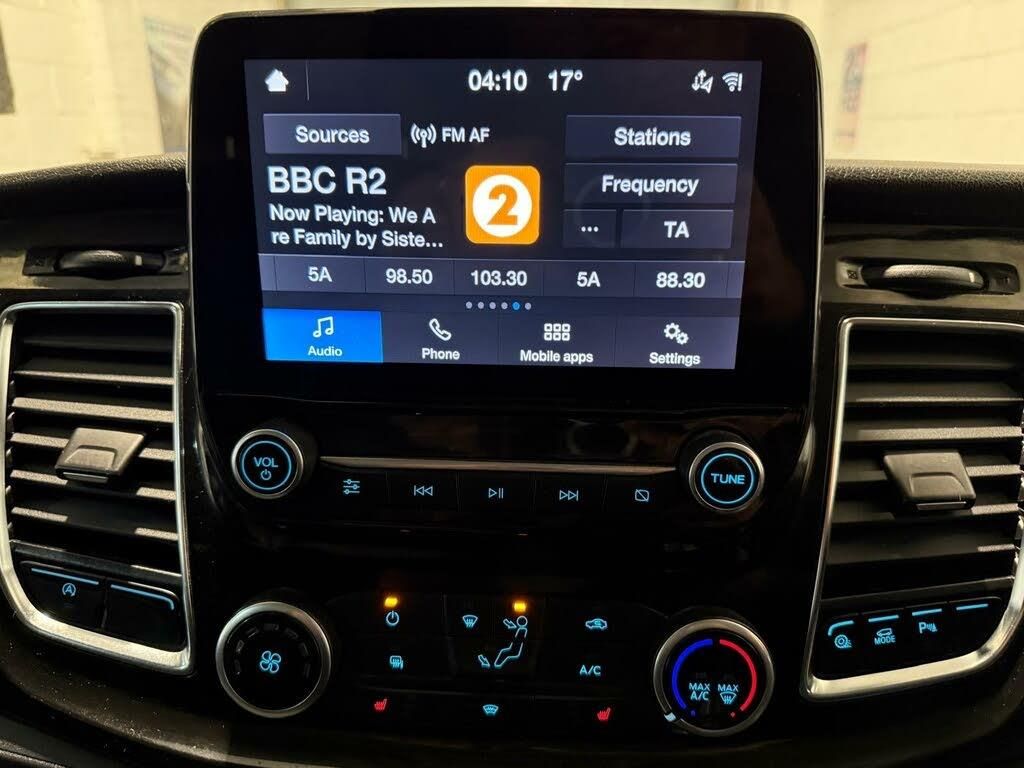 04:10 17°
Sources
FM AF
Stations
BBC R2
2
Frequency
Now Playing: We A
re Family by Siste...
...
TA
5A
98.50
103.30
5A
88.30
Audio
Phone
Mobile apps
Settings
VOL
TUNE
A
A/C
MAX
A/C
MAX
MODE
P